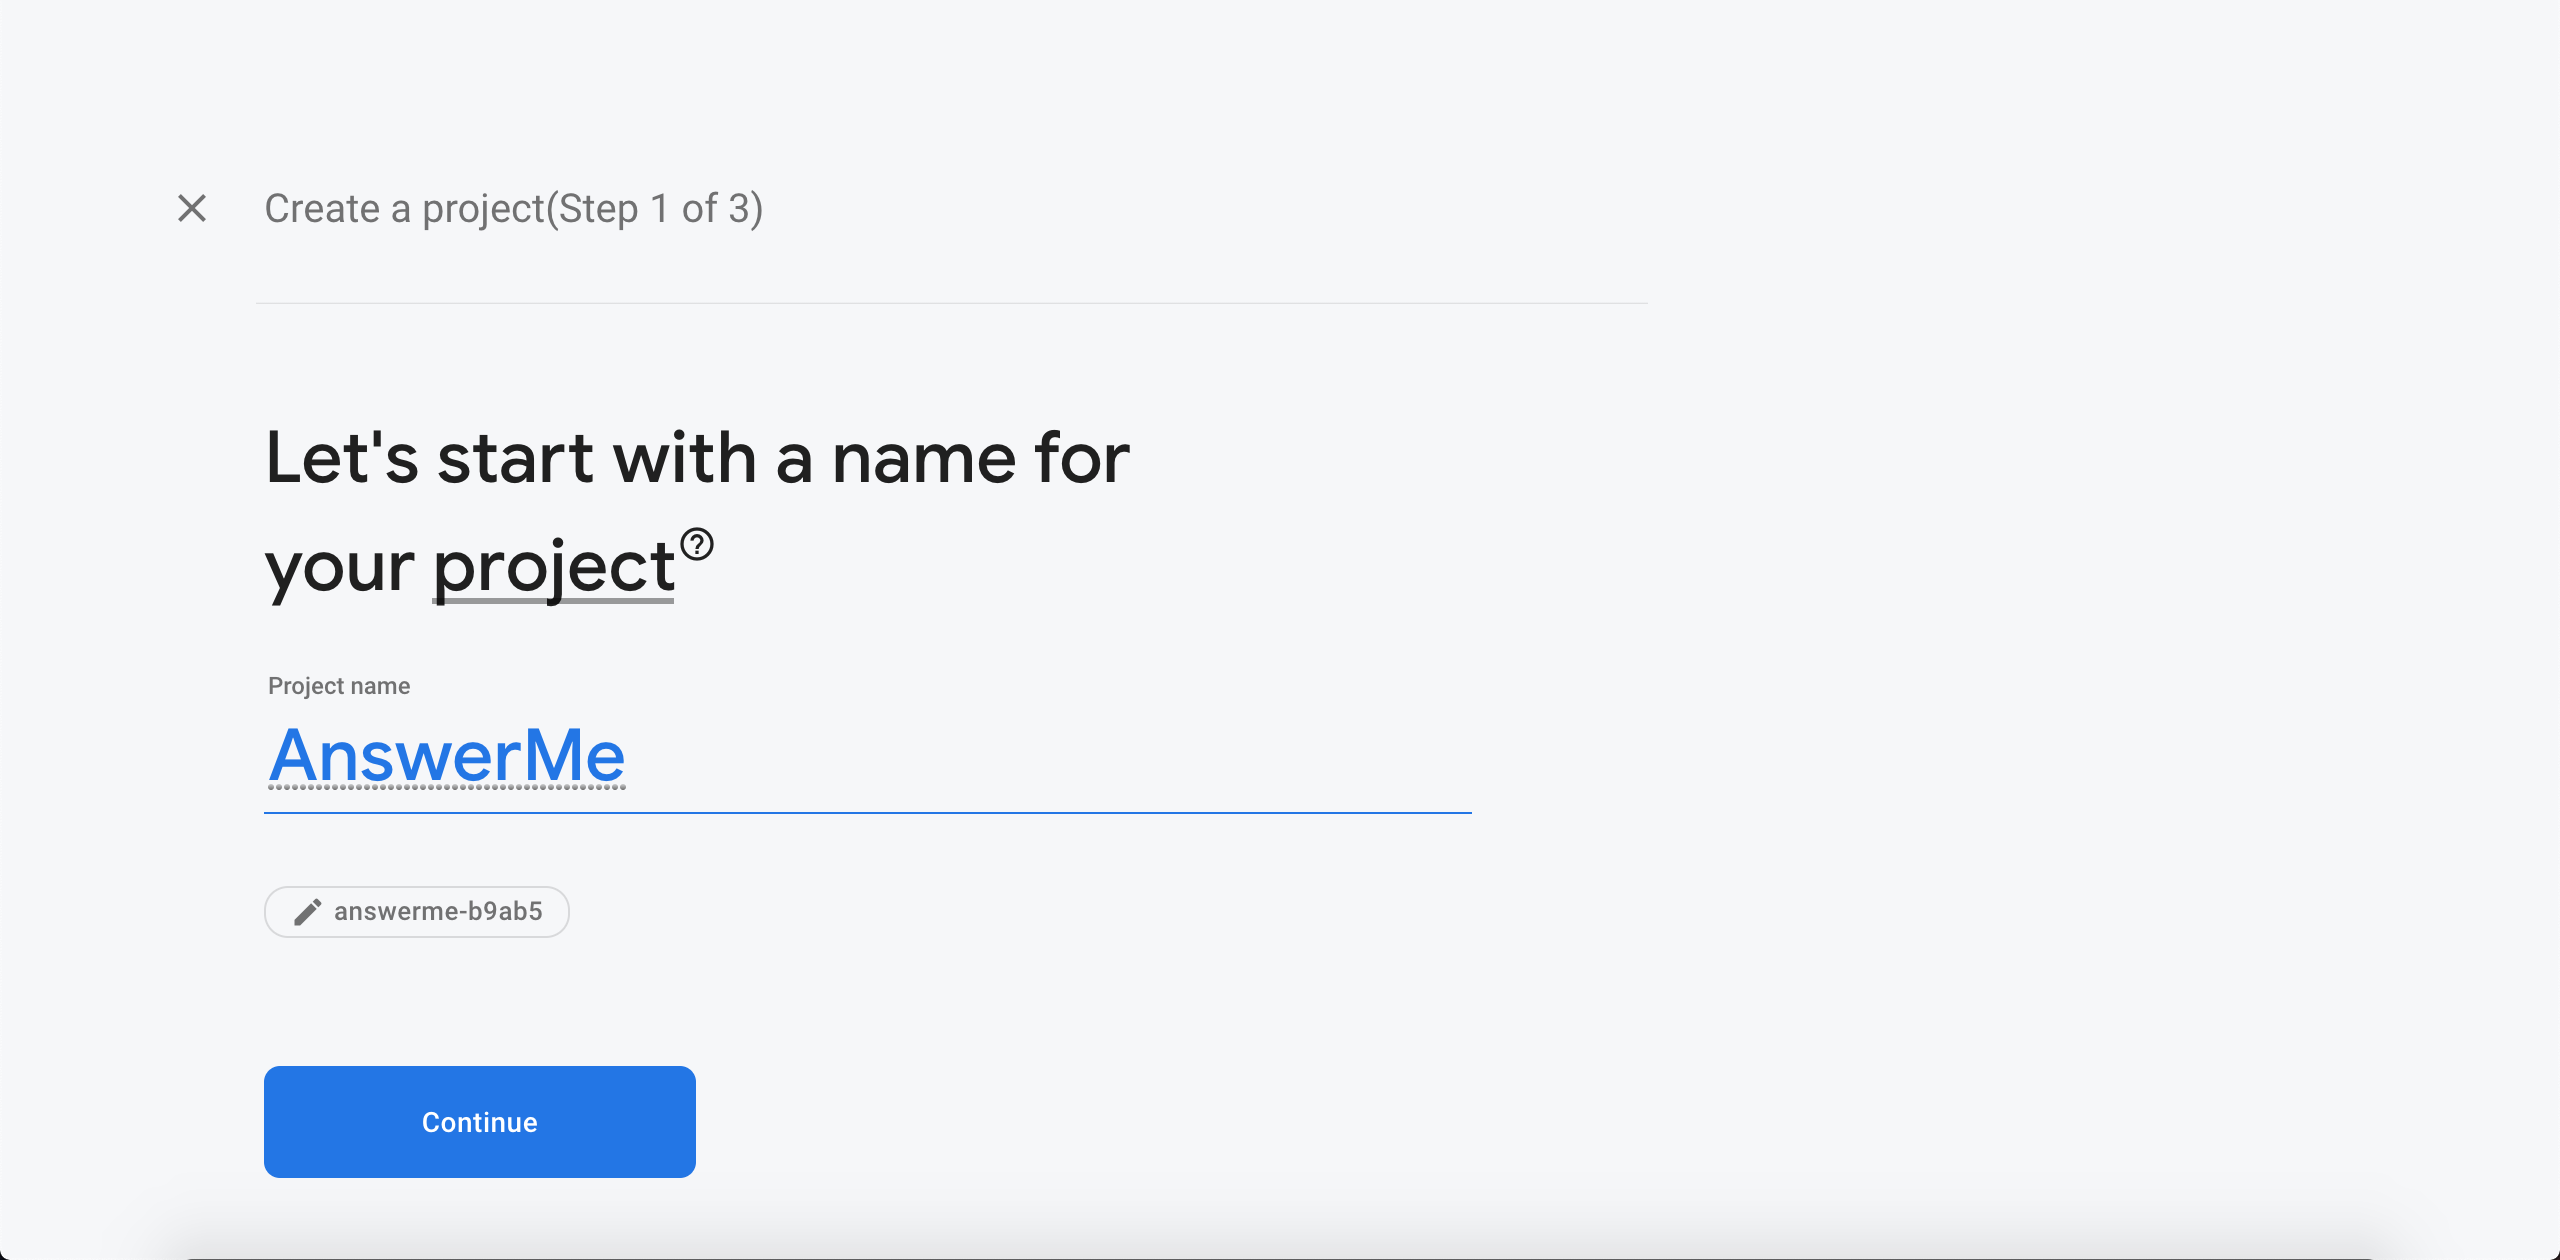 Create a project(Step 1 of 3)
Let's start with a name for
your project
Project name
AnswerMe
answerme-b9ab5
Continue